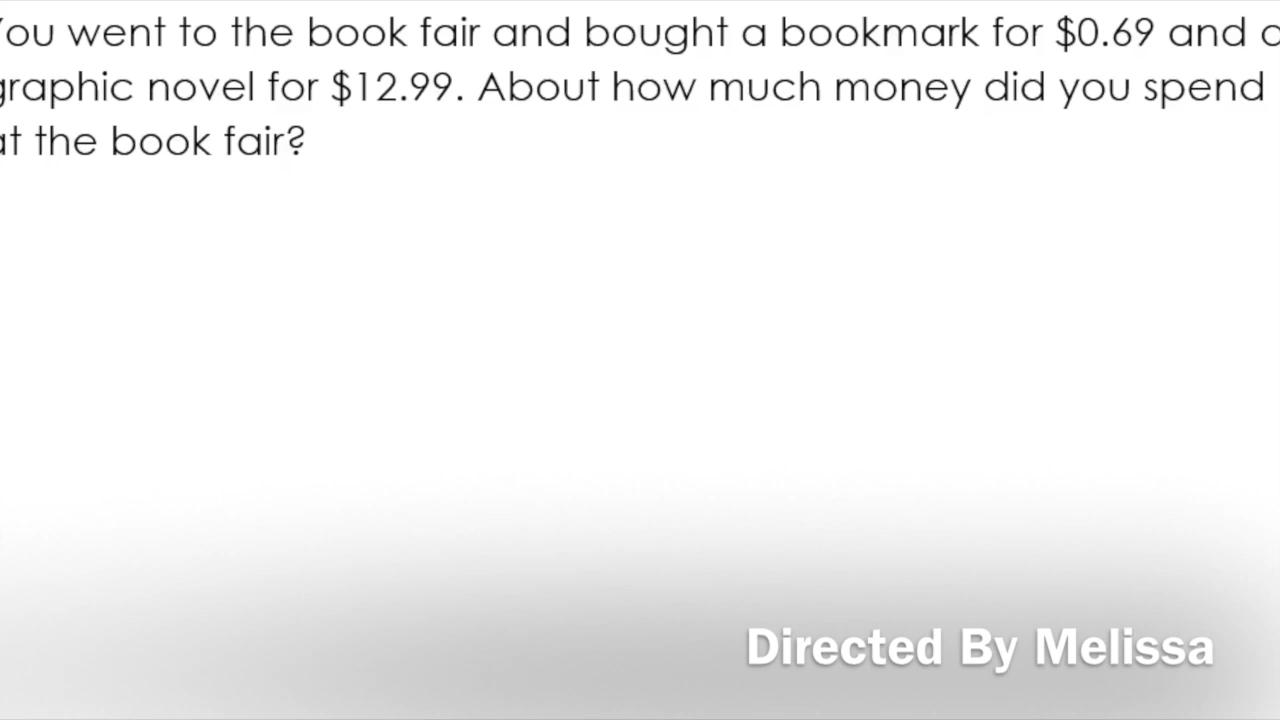 You went to the book fair and bought a bookmark for $0.69 and a
graphic novel for $12.99. About how much money did you spend
at the book fair?
Directed By Melissa